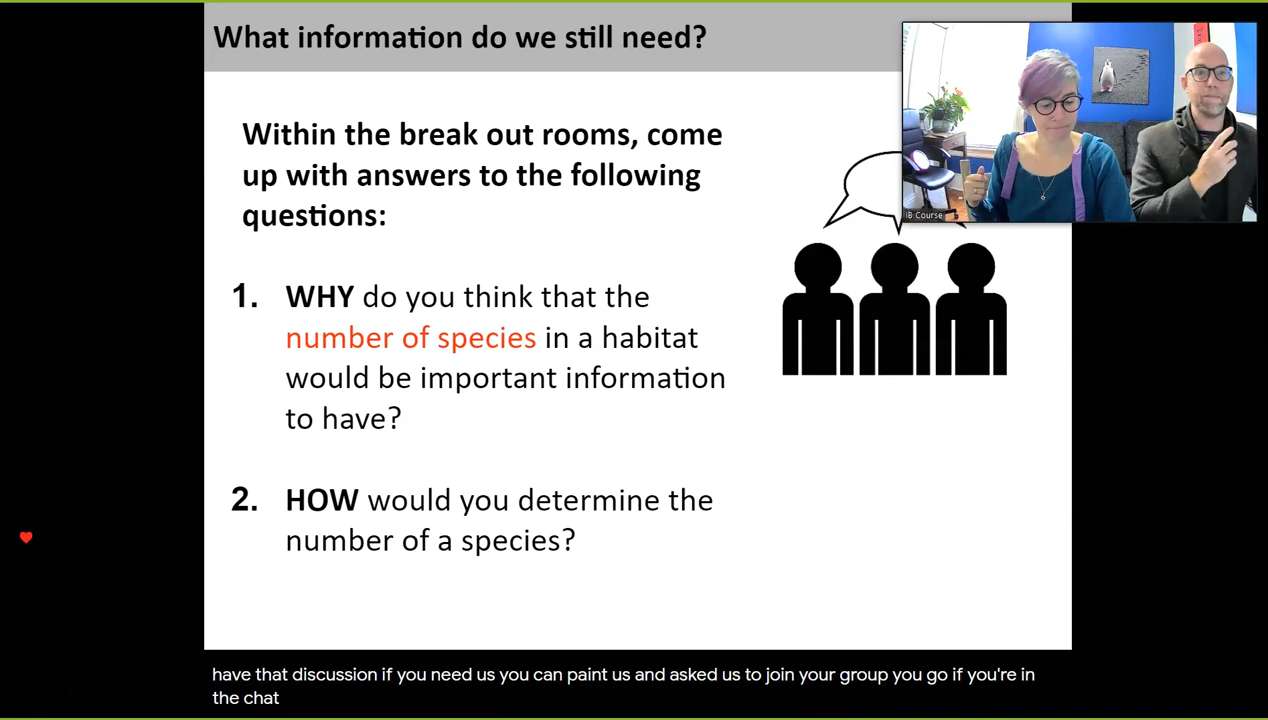 What information do we still need?
Within the break out rooms, come
up with answers to the following
questions:
1. WHY do you think that the
number of species in a habitat
would be important information
to have?
2. HOW would you determine the
number of a species?
IB Course
have that discussion if you need us you can paint us and asked us to join your group you go if you're in
the chat